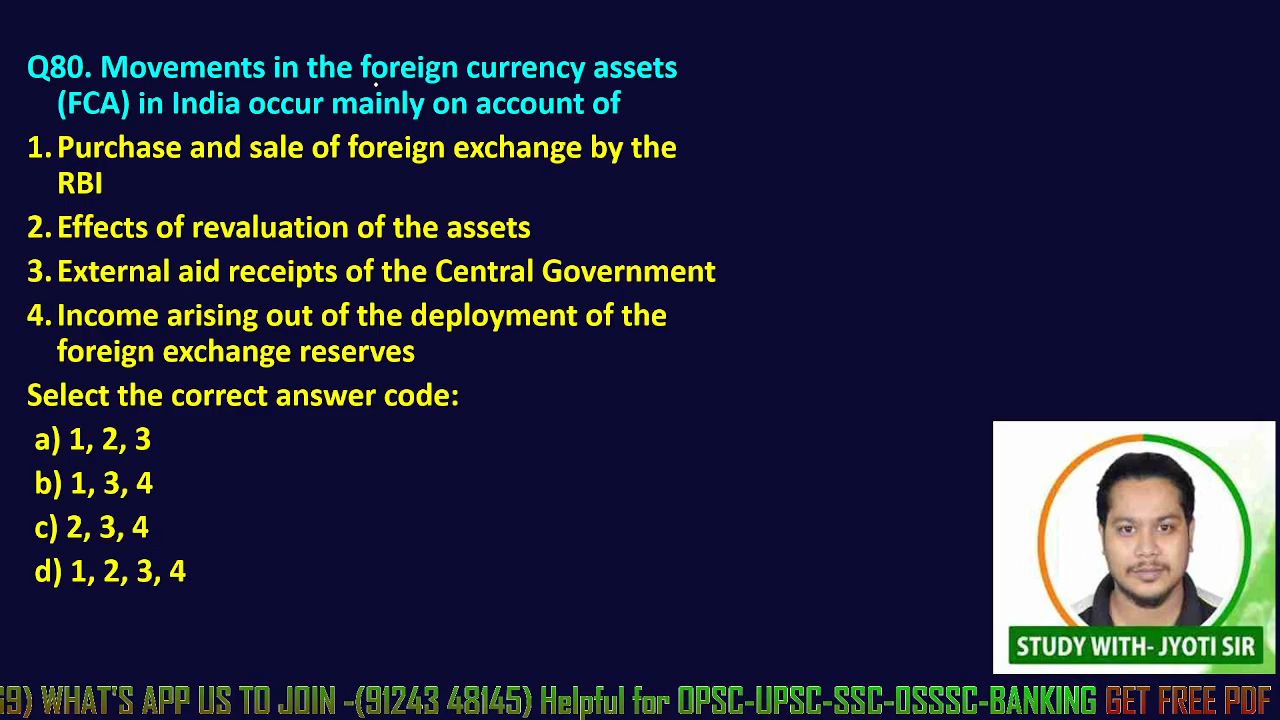 Q80. Movements in the foreign currency assets
(FCA) in India occur mainly on account of
1. Purchase and sale of foreign exchange by the
RBI
2. Effects of revaluation of the assets
3. External aid receipts of the Central Government
4. Income arising out of the deployment of the
foreign exchange reserves
Select the correct answer code:
a) 1, 2, 3
b) 1, 3, 4
c) 2, 3, 4
d) 1, 2, 3, 4
STUDY WITH- JYOTI SIR
69) WHAT'S APP US TO JOIN -(91243 48145) Helpful for OPSC-UPSC-SSC-OSSSC-BANKING GET FREE PDF